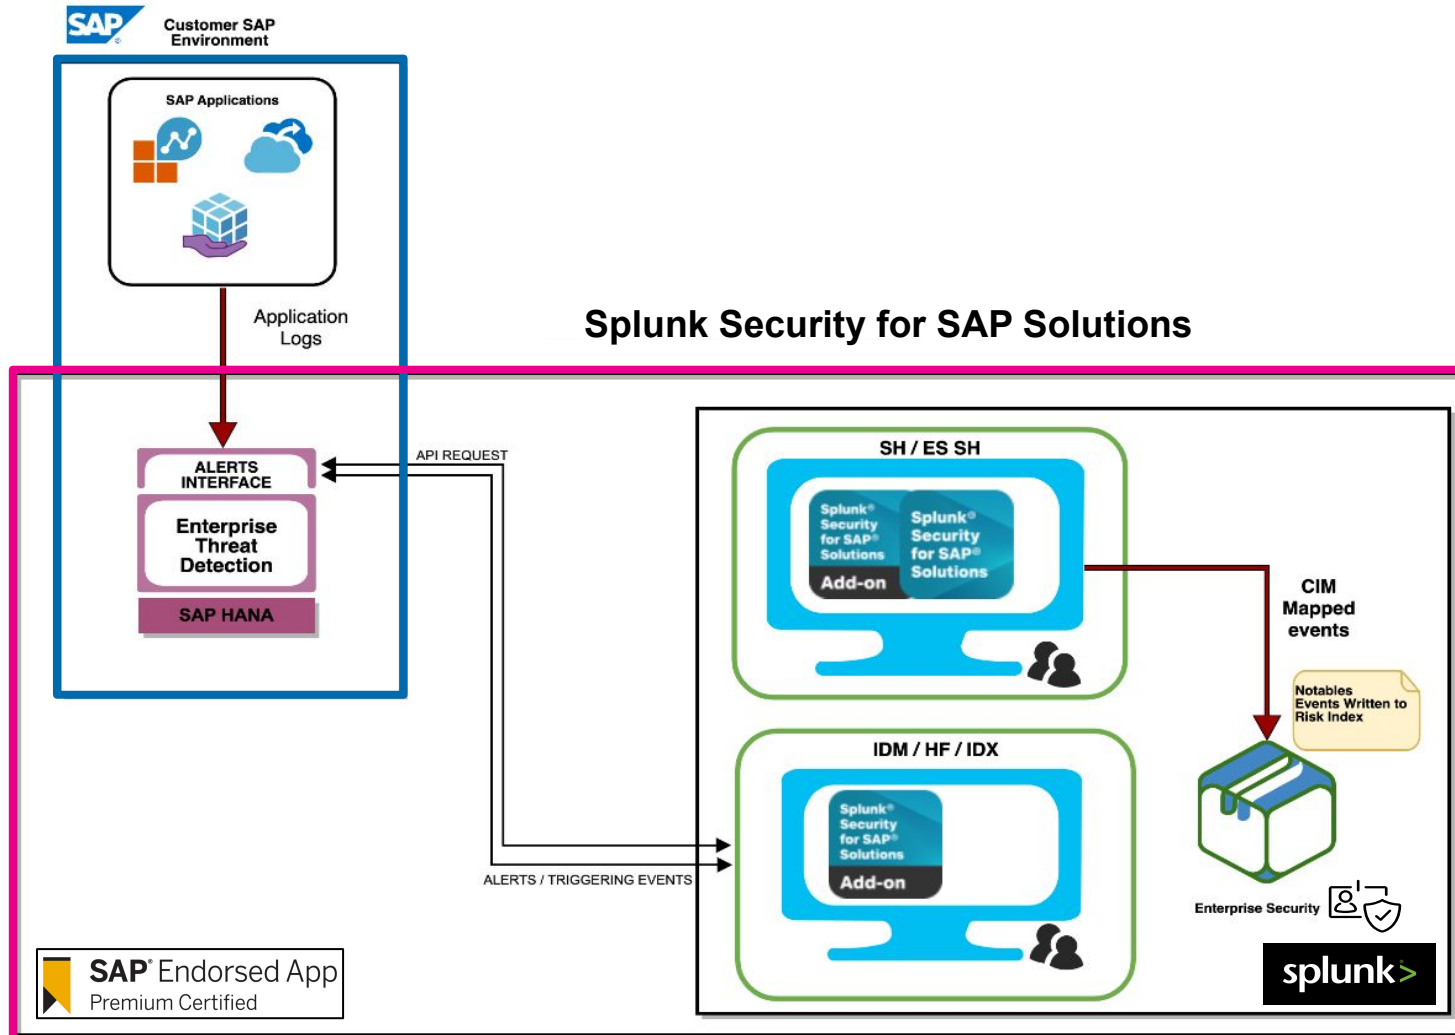 SAP
®
Customer SAP
Environment
SAP Applications
Application
Logs
Splunk Security for SAP Solutions
ALERTS
INTERFACE
Enterprise
Threat
Detection
SAP HANA
API REQUEST
ALERTS / TRIGGERING EVENTS
SH / ES SH
Splunk®
Security
for SAP®
Solutions
Add-on
Splunk®
Security
for SAP®
Solutions
CIM
Mapped
events
Notables
Events Written to
Risk Index
IDM / HF / IDX
Splunk®
Security
for SAP®
Solutions
Add-on
Enterprise Security
SAP® Endorsed App
Premium Certified
splunk>